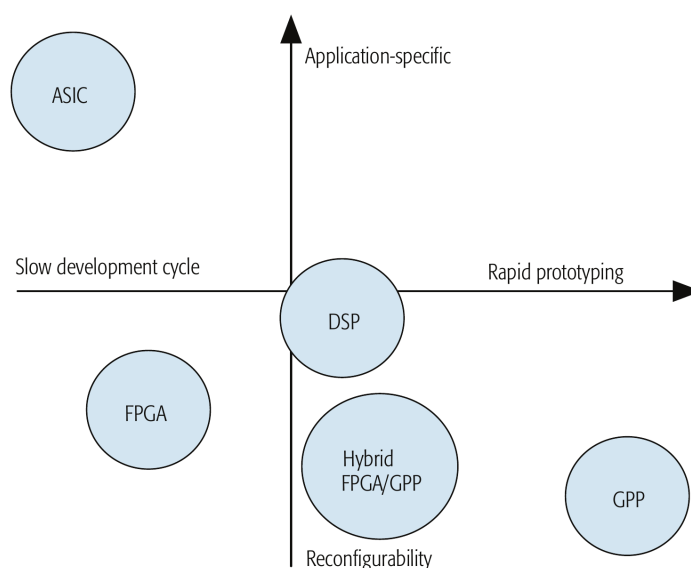 Application-specific
ASIC
Slow development cycle
Rapid prototyping
DSP
FPGA
Hybrid
FPGA/GPP
GPP
Reconfigurability